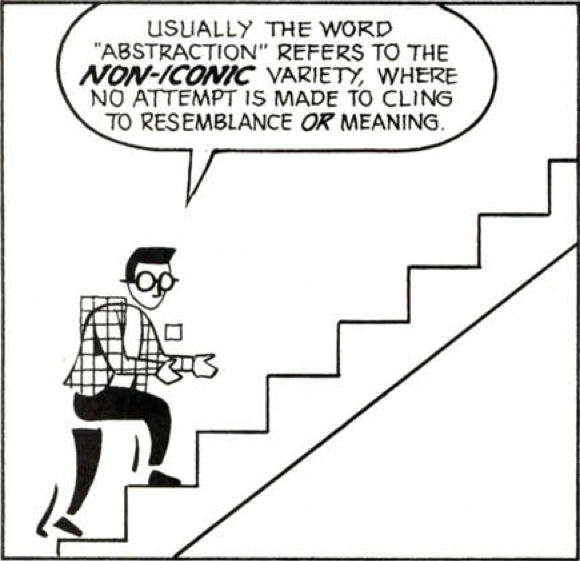 USUALLY THE WORD
"ABSTRACTION" REFERS TO THE
NON-ICONIC VARIETY, WHERE
NO ATTEMPT IS MADE TO CLING
TO RESEMBLANCE OR MEANING.